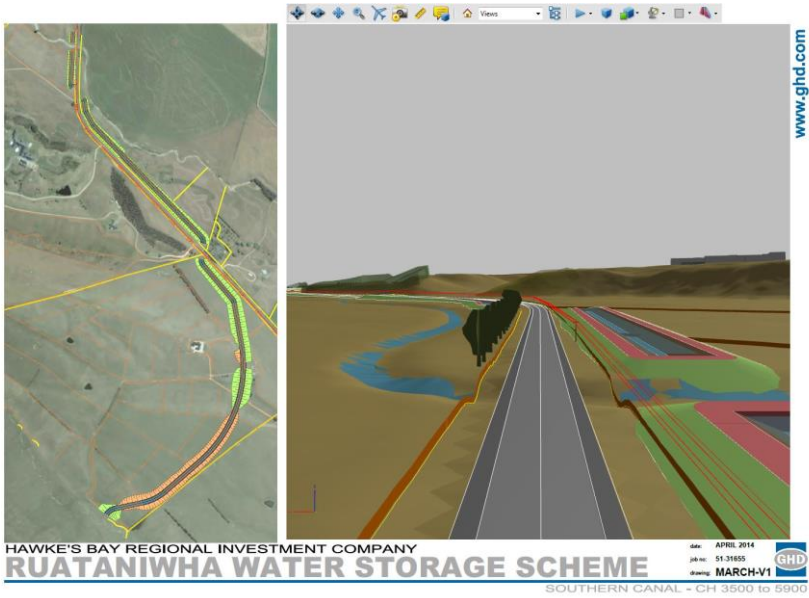 Views
www.ghd.com
HAWKE'S BAY REGIONAL INVESTMENT COMPANY
RUATANIWHA WATER STORAGE SCHEME
date: APRIL 2014
job no: 51-31655
drawing: MARCH-V1
GHD
SOUTHERN CANAL - CH 3500 to 5900